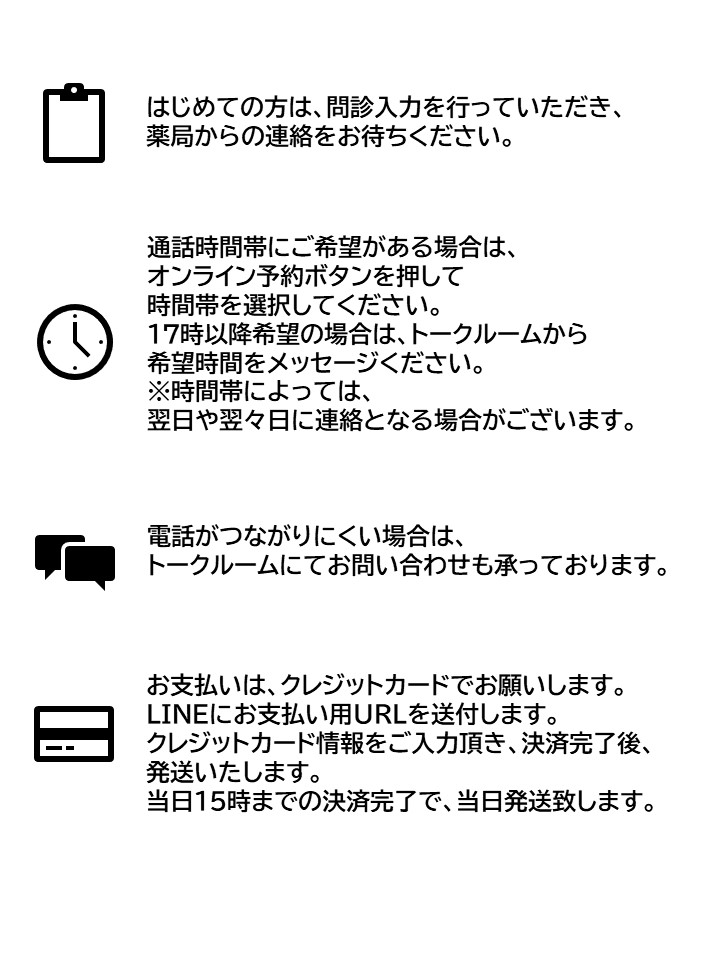 はじめての方は、問診入力を行っていただき、
薬局からの連絡をお待ちください。
通話時間帯にご希望がある場合は、
オンライン予約ボタンを押して
時間帯を選択してください。
17時以降希望の場合は、トークルームから
希望時間をメッセージください。
※時間帯によっては、
翌日や翌々日に連絡となる場合がございます。
電話がつながりにくい場合は、
トークルームにてお問い合わせも承っております。
お支払いは、クレジットカードでお願いします。
LINEにお支払い用URLを送付します。
クレジットカード情報をご入力頂き、決済完了後、
発送いたします。
当日15時までの決済完了で、当日発送致します。